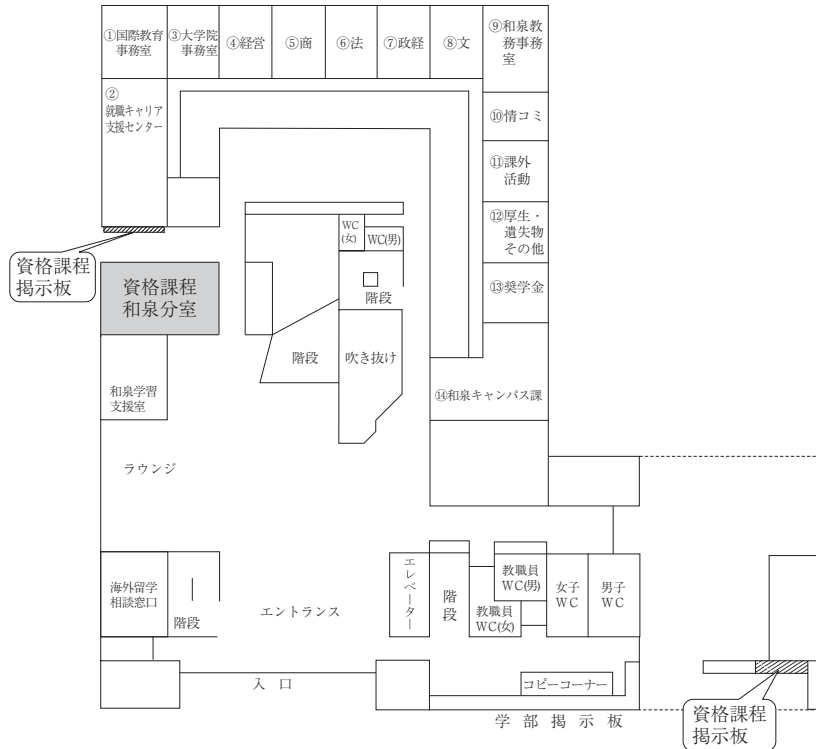 ①国際教育
事務室
③大学院
事務室
④経営
⑤商
⑥法
⑦政経
⑧文
⑨和泉教
務事務
室
②
就職キャリア
支援センター
⑩情コミ
⑪課外
活動
⑫厚生・
遺失物
その他
⑬奨学金
⑭和泉キャンパス課
WC
(女)
WC(男)
階段
階段
吹き抜け
資格課程
掲示板
資格課程
和泉分室
和泉学習
支援室
ラウンジ
海外留学
相談窓口
階段
エントランス
エレベーター
階段
教職員
WC(男)
教職員
WC(女)
女子
WC
男子
WC
入口
コピーコーナー
学部掲示板
資格課程
掲示板